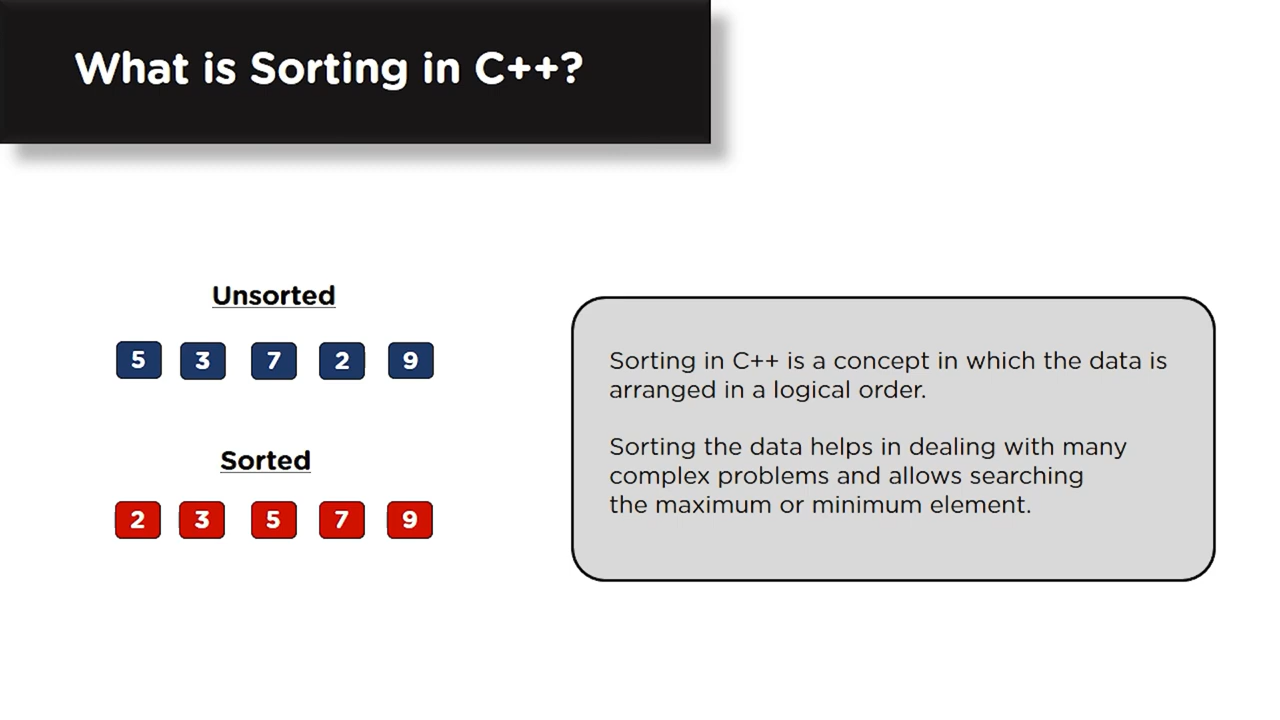 What is Sorting in C++?
Unsorted
5 3 7 2 9
Sorted
2 3 5 7 9
Sorting in C++ is a concept in which the data is
arranged in a logical order.
Sorting the data helps in dealing with many
complex problems and allows searching
the maximum or minimum element.